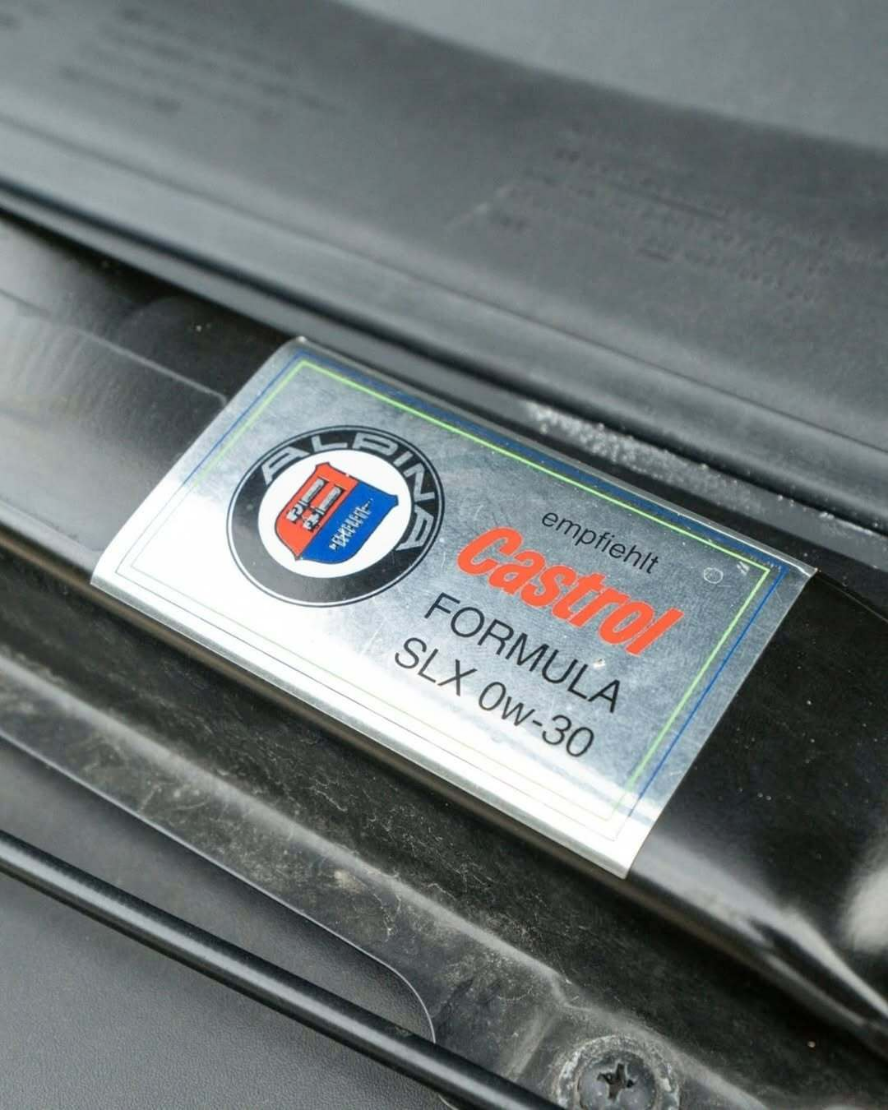 ALPINA
empfiehlt
Castrol
FORMULA
SLX 0w-30